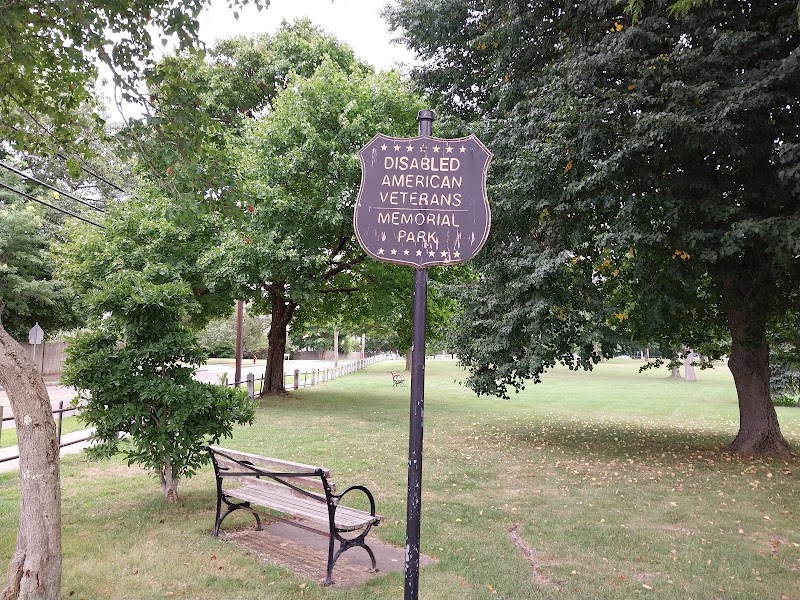 DISABLED
AMERICAN
VETERANS
MEMORIAL
PARK